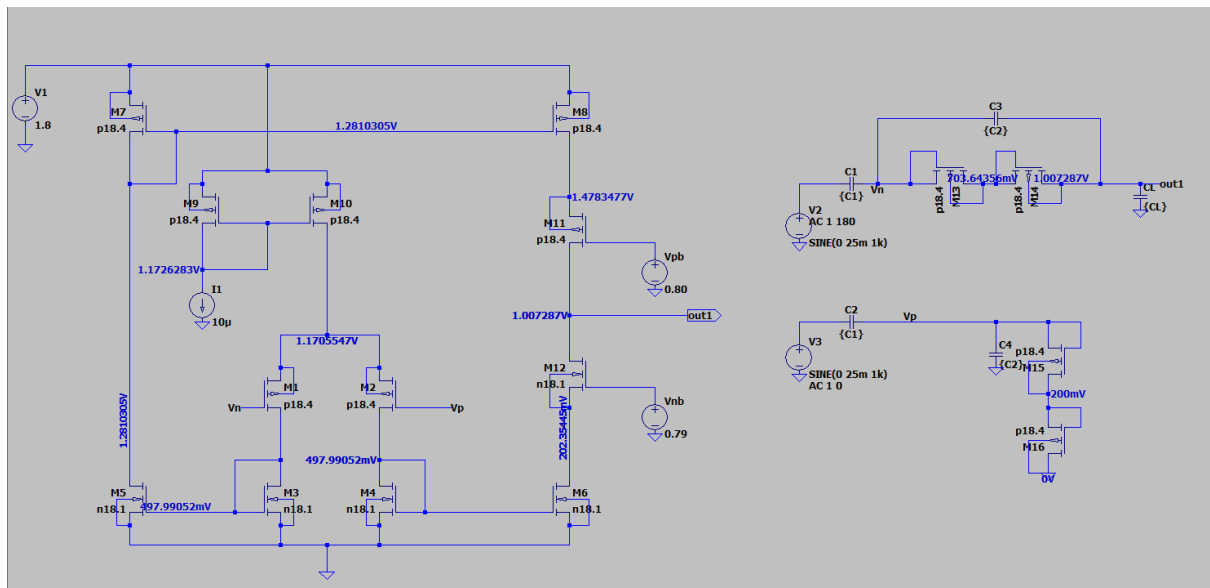 V1
1.8
M7
p18.4
1.2810305V
M8
p18.4
M9
p18.4
M10
p18.4
1.4783477V
M11
p18.4
Vpb
0.80
1.1726283V
I1
10µ
1.007287V
out1
1.1705547V
M1
p18.4
M2
p18.4
Vn
Vp
M12
n18.1
Vnb
0.79
1.2810305V
202.35445mV
497.99052mV
M5
n18.1
497.99052mV
M3
n18.1
M4
n18.1
M6
n18.1
C3
{C2}
C1
{C1}
Vn
703.64356mV
1.007287V
p18.4
M13
p18.4
M14
CL
{CL}
out1
V2
AC 1 180
SINE(0 25m 1k)
C2
{C1}
Vp
V3
SINE(0 25m 1k)
AC 1 0
C4
{C2}
p18.4
M15
200mV
p18.4
M16
0V